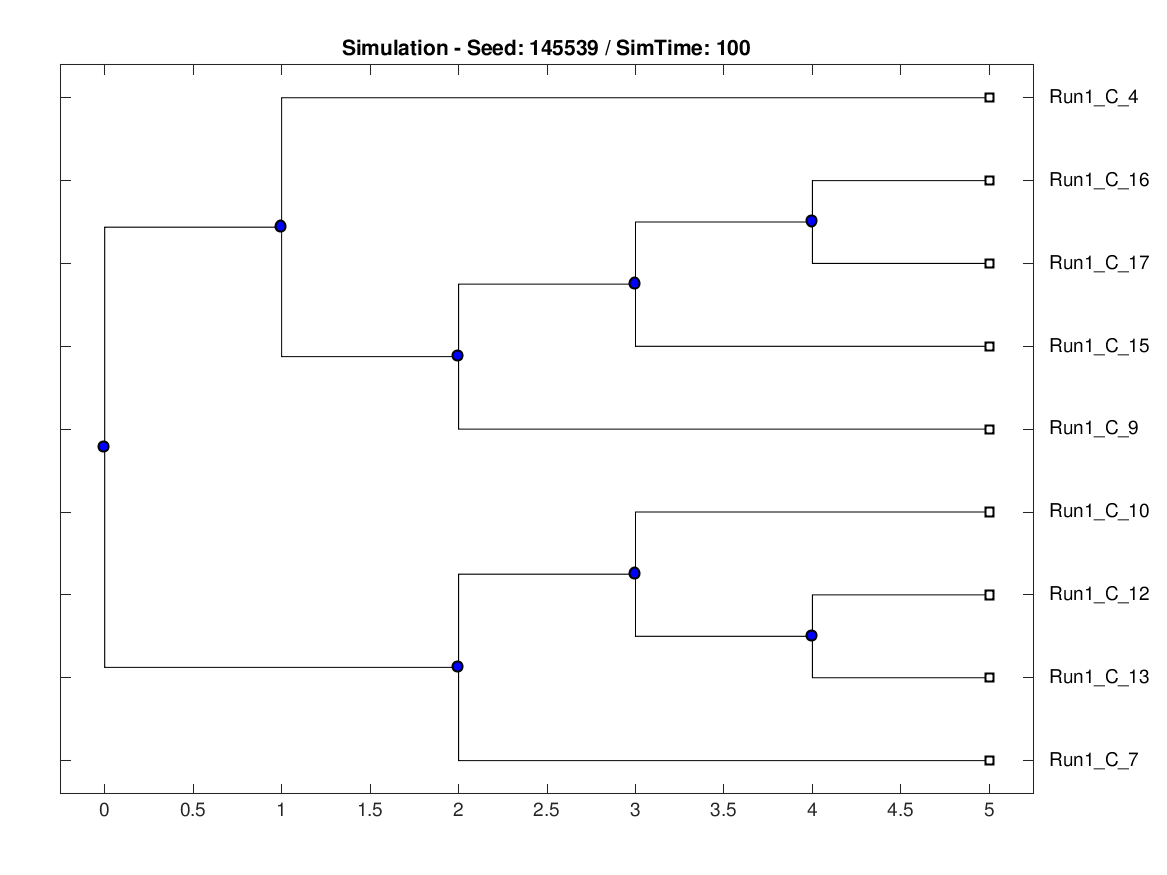 Simulation - Seed: 145539 / SimTime: 100
Run1_C_4
Run1_C_16
Run1_C_17
Run1_C_15
Run1_C_9
Run1_C_10
Run1_C_12
Run1_C_13
Run1_C_7
0 0.5 1 1.5 2 2.5 3 3.5 4 4.5 5